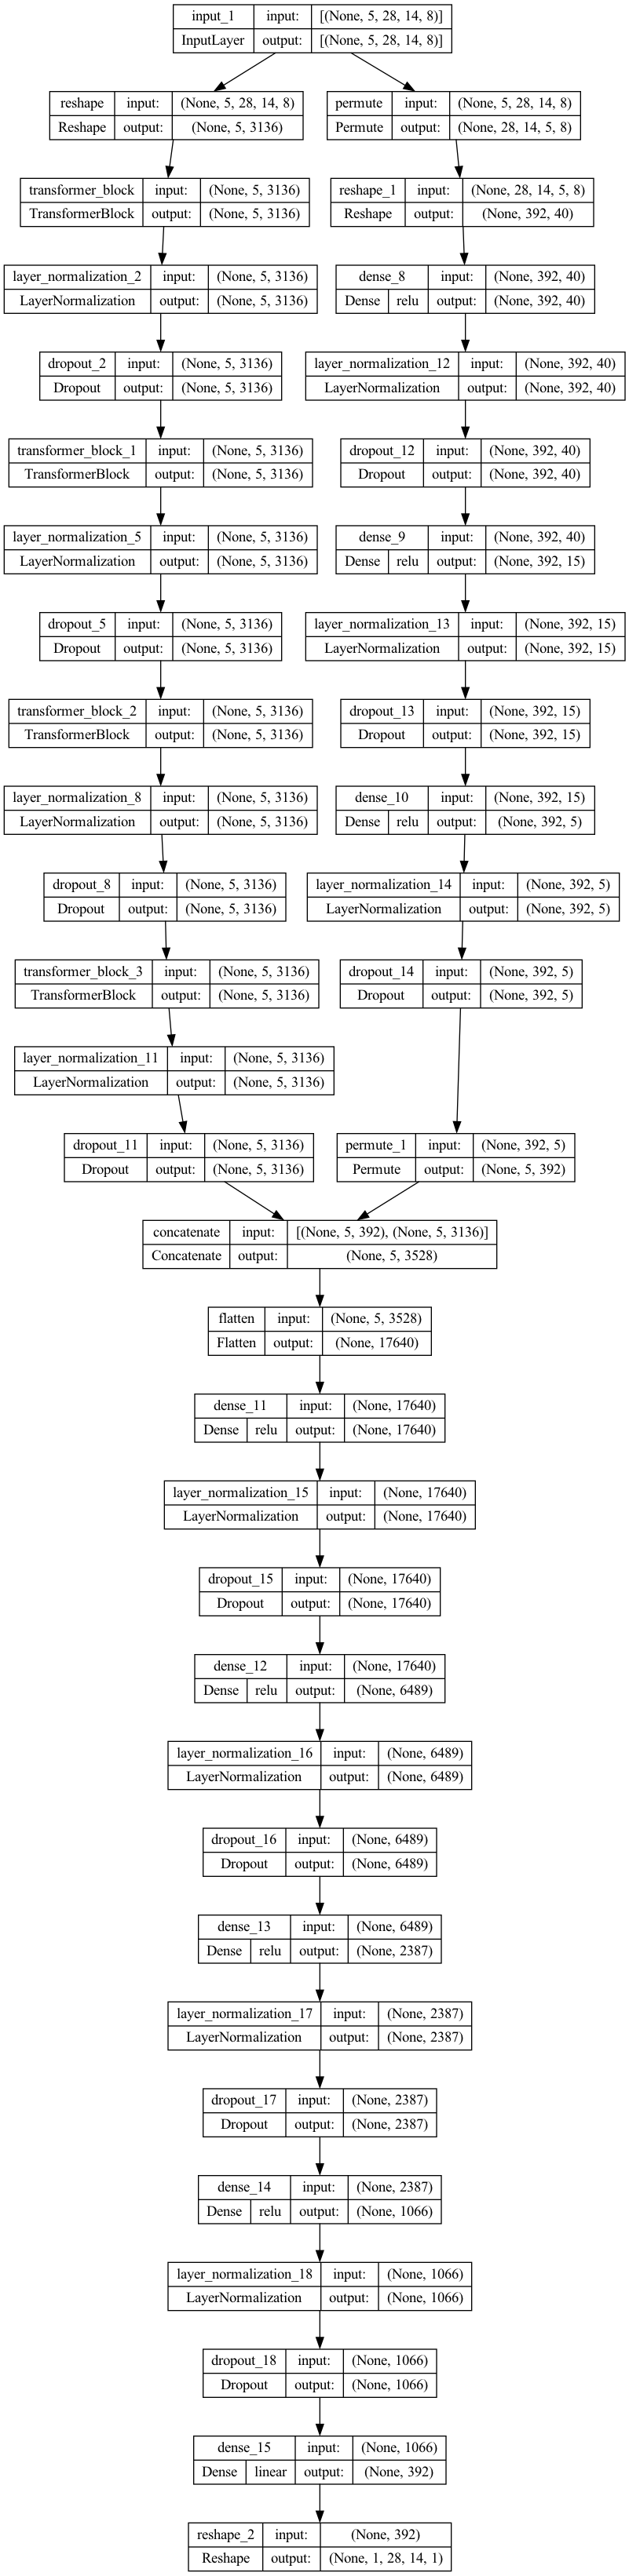 input_1 input: [(None, 5, 28, 14, 8)]
InputLayer output: [(None, 5, 28, 14, 8)]
reshape input: (None, 5, 28, 14, 8)
Reshape output: (None, 5, 3136)
permute input: (None, 5, 28, 14, 8)
Permute output: (None, 28, 14, 5, 8)
transformer_block input: (None, 5, 3136)
TransformerBlock output: (None, 5, 3136)
reshape_1 input: (None, 28, 14, 5, 8)
Reshape output: (None, 392, 40)
layer_normalization_2 input: (None, 5, 3136)
LayerNormalization output: (None, 5, 3136)
dense_8 input: (None, 392, 40)
Dense relu output: (None, 392, 40)
dropout_2 input: (None, 5, 3136)
Dropout output: (None, 5, 3136)
layer_normalization_12 input: (None, 392, 40)
LayerNormalization output: (None, 392, 40)
transformer_block_1 input: (None, 5, 3136)
TransformerBlock output: (None, 5, 3136)
dropout_12 input: (None, 392, 40)
Dropout output: (None, 392, 40)
layer_normalization_5 input: (None, 5, 3136)
LayerNormalization output: (None, 5, 3136)
dense_9 input: (None, 392, 40)
Dense relu output: (None, 392, 15)
dropout_5 input: (None, 5, 3136)
Dropout output: (None, 5, 3136)
layer_normalization_13 input: (None, 392, 15)
LayerNormalization output: (None, 392, 15)
transformer_block_2 input: (None, 5, 3136)
TransformerBlock output: (None, 5, 3136)
dropout_13 input: (None, 392, 15)
Dropout output: (None, 392, 15)
layer_normalization_8 input: (None, 5, 3136)
LayerNormalization output: (None, 5, 3136)
dense_10 input: (None, 392, 15)
Dense relu output: (None, 392, 5)
dropout_8 input: (None, 5, 3136)
Dropout output: (None, 5, 3136)
layer_normalization_14 input: (None, 392, 5)
LayerNormalization output: (None, 392, 5)
transformer_block_3 input: (None, 5, 3136)
TransformerBlock output: (None, 5, 3136)
dropout_14 input: (None, 392, 5)
Dropout output: (None, 392, 5)
layer_normalization_11 input: (None, 5, 3136)
LayerNormalization output: (None, 5, 3136)
dropout_11 input: (None, 5, 3136)
Dropout output: (None, 5, 3136)
permute_1 input: (None, 392, 5)
Permute output: (None, 5, 392)
concatenate input: [(None, 5, 392), (None, 5, 3136)]
Concatenate output: (None, 5, 3528)
flatten input: (None, 5, 3528)
Flatten output: (None, 17640)
dense_11 input: (None, 17640)
Dense relu output: (None, 17640)
layer_normalization_15 input: (None, 17640)
LayerNormalization output: (None, 17640)
dropout_15 input: (None, 17640)
Dropout output: (None, 17640)
dense_12 input: (None, 17640)
Dense relu output: (None, 6489)
layer_normalization_16 input: (None, 6489)
LayerNormalization output: (None, 6489)
dropout_16 input: (None, 6489)
Dropout output: (None, 6489)
dense_13 input: (None, 6489)
Dense relu output: (None, 2387)
layer_normalization_17 input: (None, 2387)
LayerNormalization output: (None, 2387)
dropout_17 input: (None, 2387)
Dropout output: (None, 2387)
dense_14 input: (None, 2387)
Dense relu output: (None, 1066)
layer_normalization_18 input: (None, 1066)
LayerNormalization output: (None, 1066)
dropout_18 input: (None, 1066)
Dropout output: (None, 1066)
dense_15 input: (None, 1066)
Dense linear output: (None, 392)
reshape_2 input: (None, 392)
Reshape output: (None, 1, 28, 14, 1)